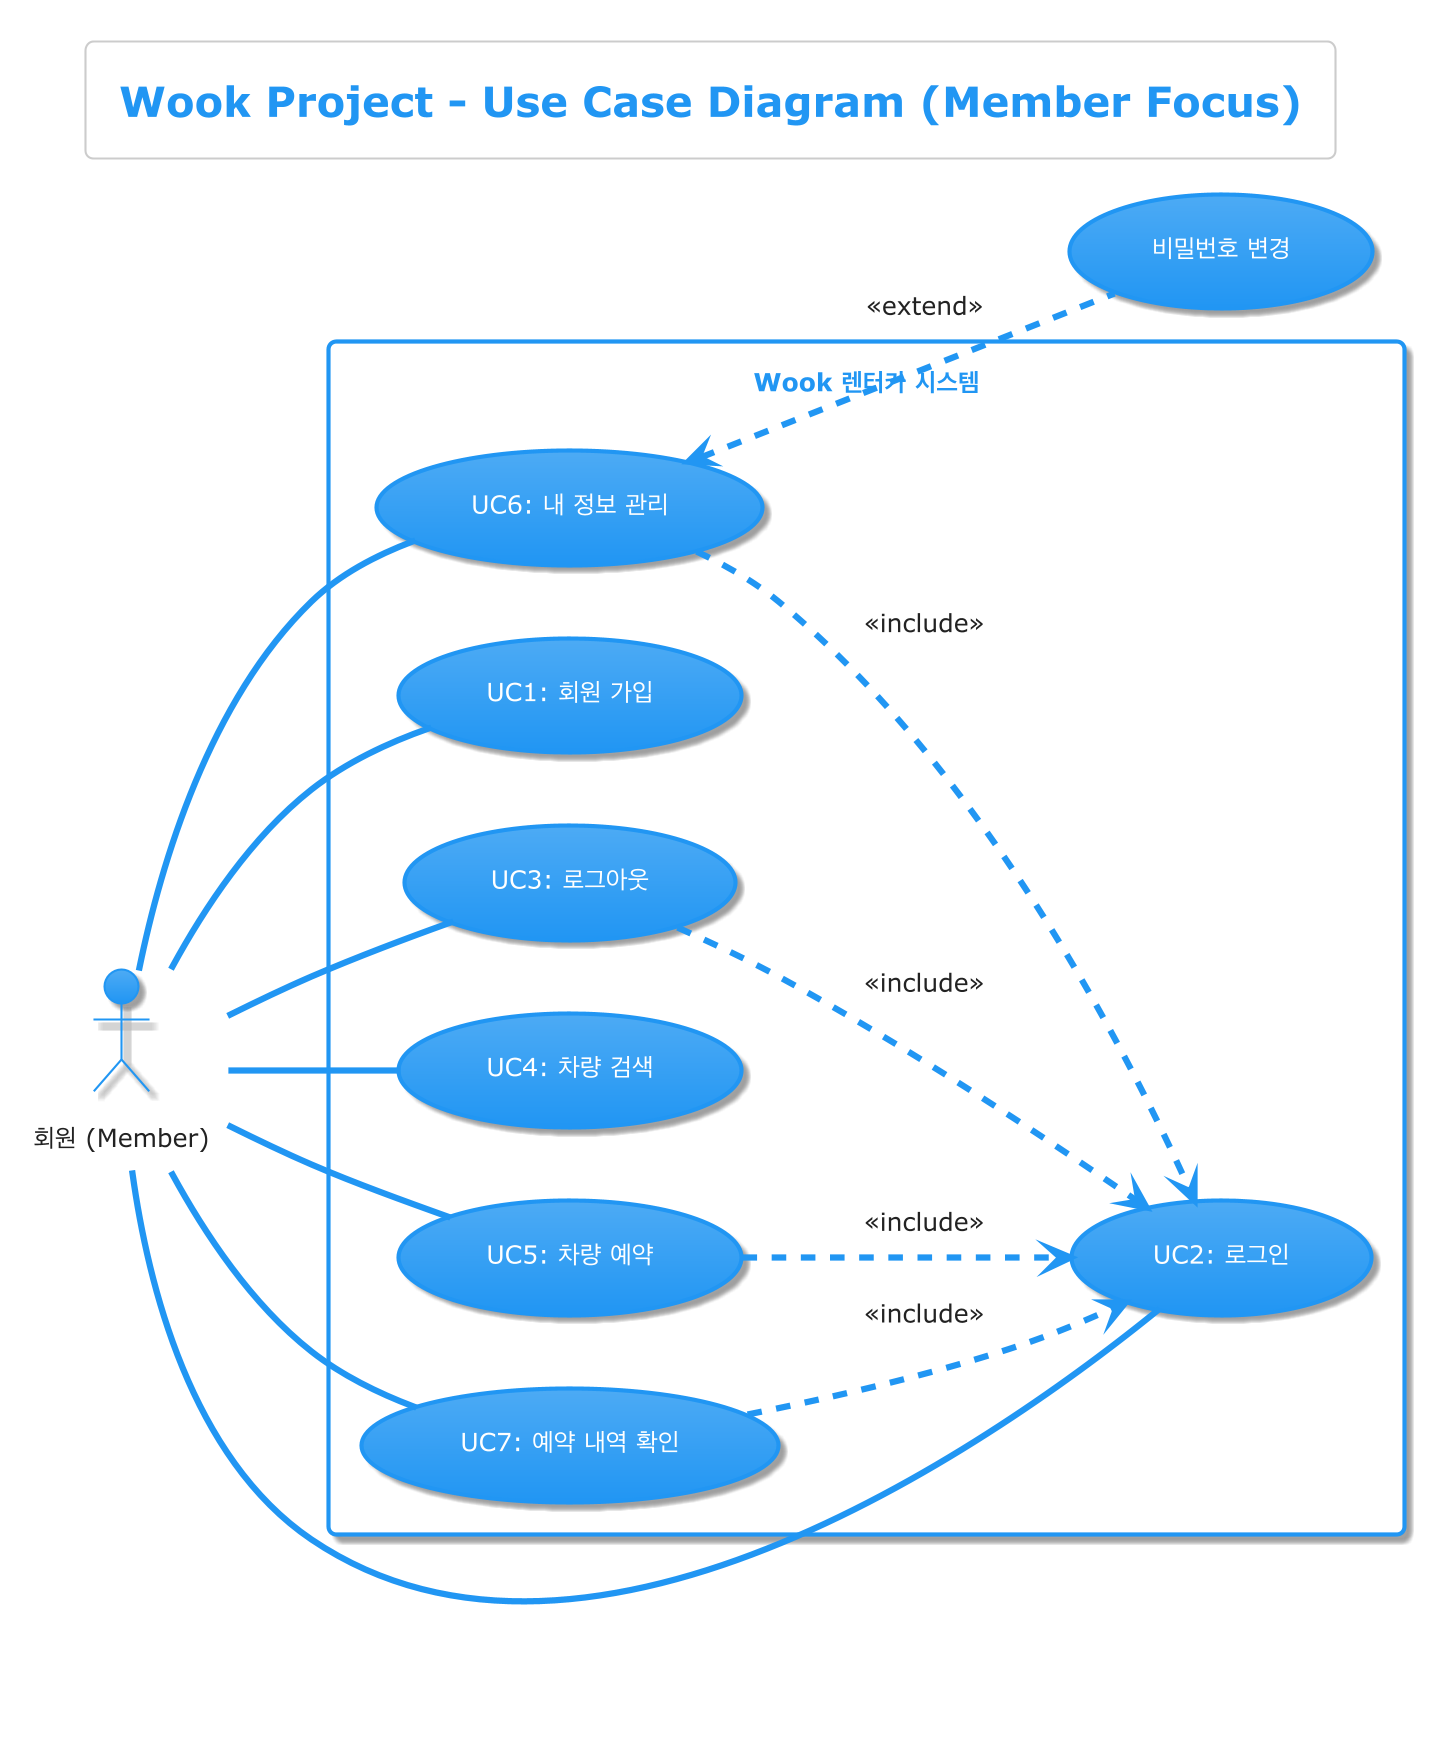 Wook Project - Use Case Diagram (Member Focus)
비밀번호 변경
«extend»
Wook 렌터카 시스템
UC6: 내 정보 관리
«include»
UC1: 회원 가입
UC3: 로그아웃
«include»
UC4: 차량 검색
회원 (Member)
«include»
UC5: 차량 예약
UC2: 로그인
«include»
UC7: 예약 내역 확인